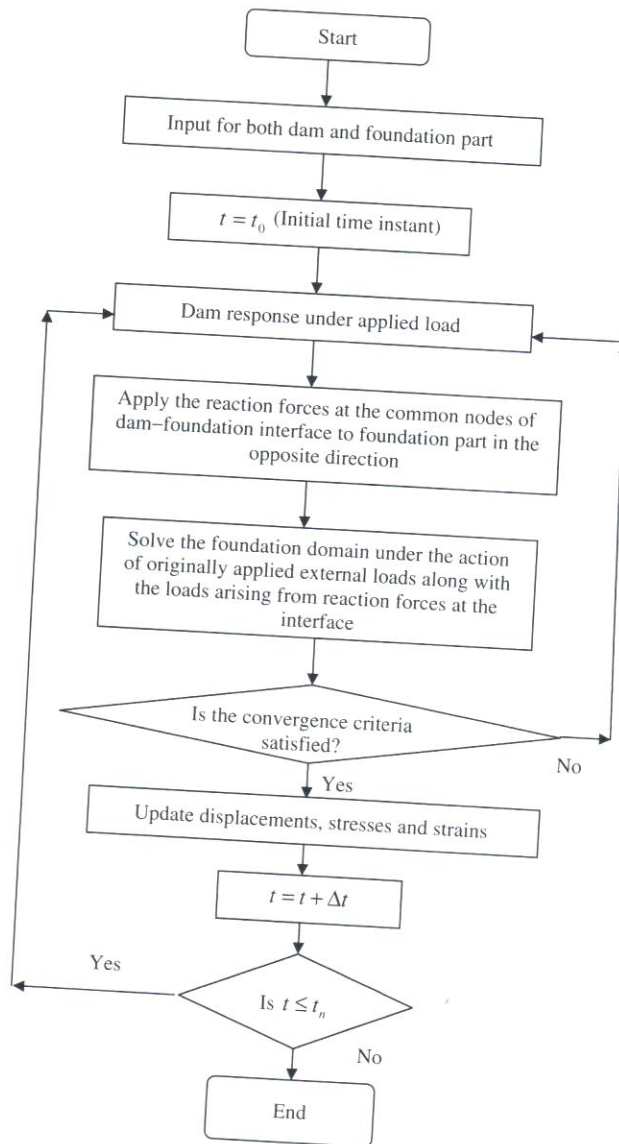 Start
Input for both dam and foundation part
t = t₀ (Initial time instant)
Dam response under applied load
Apply the reaction forces at the common nodes of
dam–foundation interface to foundation part in the
opposite direction
Solve the foundation domain under the action
of originally applied external loads along with
the loads arising from reaction forces at the
interface
Is the convergence criteria
satisfied?
No
Yes
Update displacements, stresses and strains
t = t + Δt
Yes
Is t ≤ tₙ
No
End